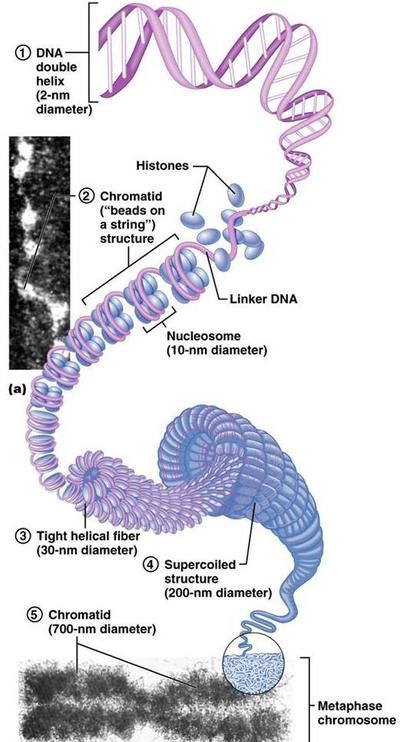 ① DNA
double
helix
(2-nm
diameter)
Histones
② Chromatid
("beads on
a string")
structure
Linker DNA
Nucleosome
(10-nm diameter)
(a)
③ Tight helical fiber
(30-nm diameter)
④ Supercoiled
structure
(200-nm diameter)
⑤ Chromatid
(700-nm diameter)
Metaphase
chromosome